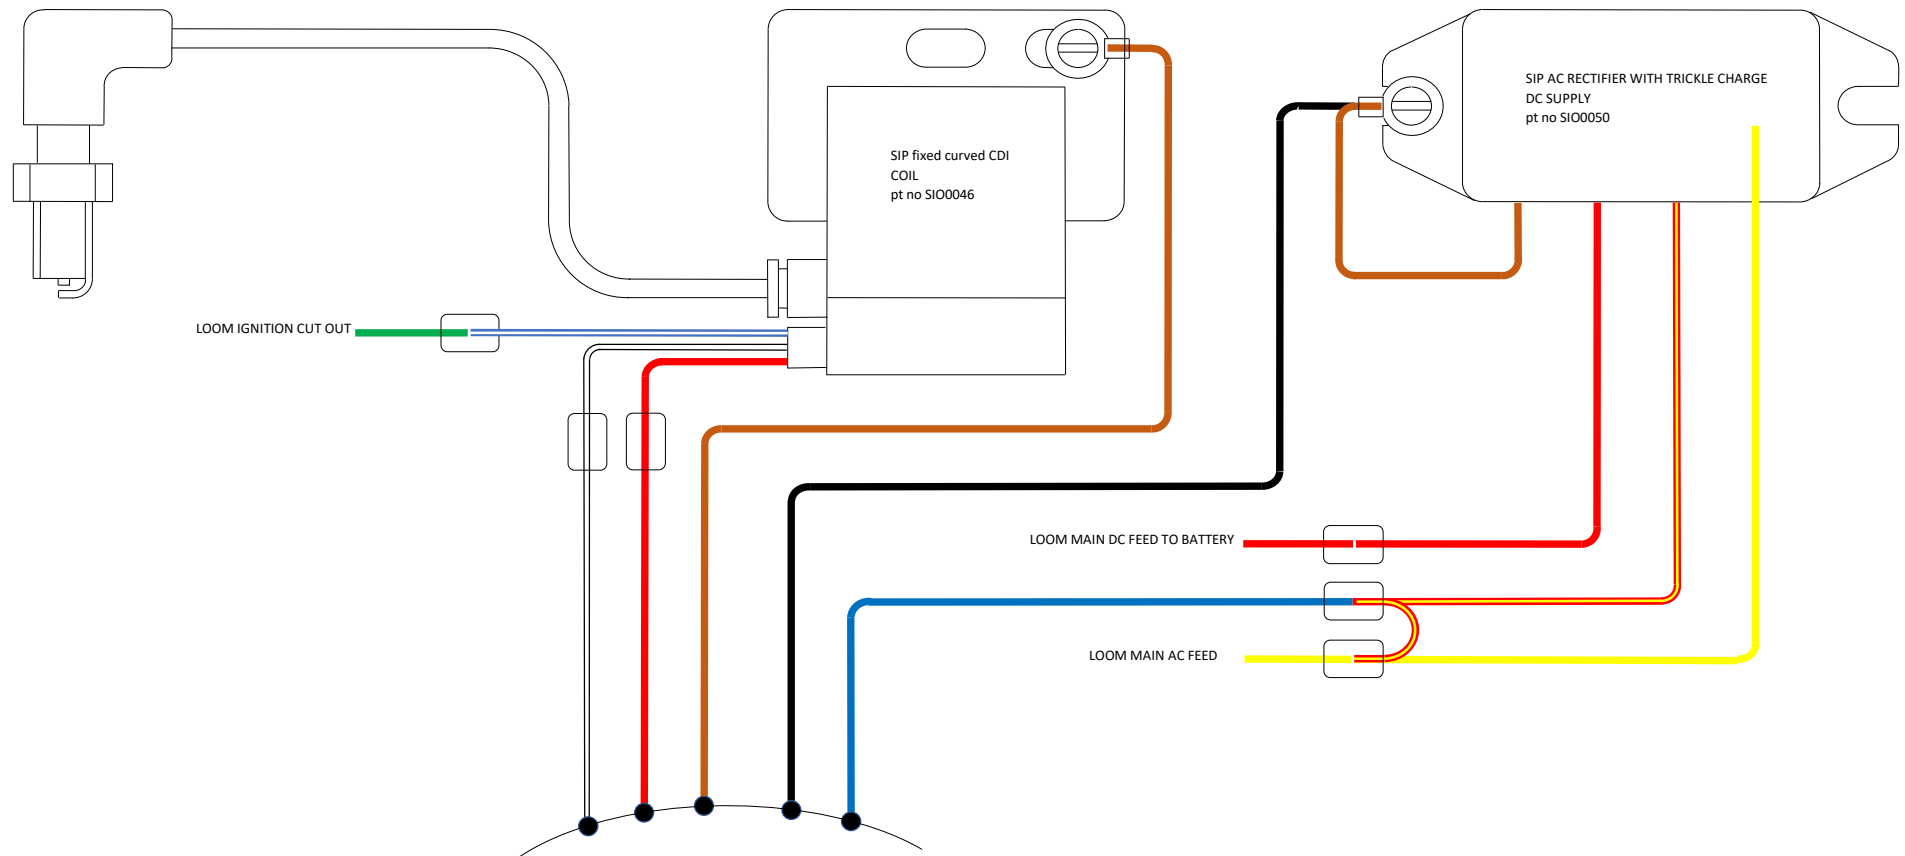 SIP AC RECTIFIER WITH TRICKLE CHARGE
DC SUPPLY
pt no SIO0050
SIP fixed curved CDI
COIL
pt no SIO0046
LOOM IGNITION CUT OUT
LOOM MAIN DC FEED TO BATTERY
LOOM MAIN AC FEED